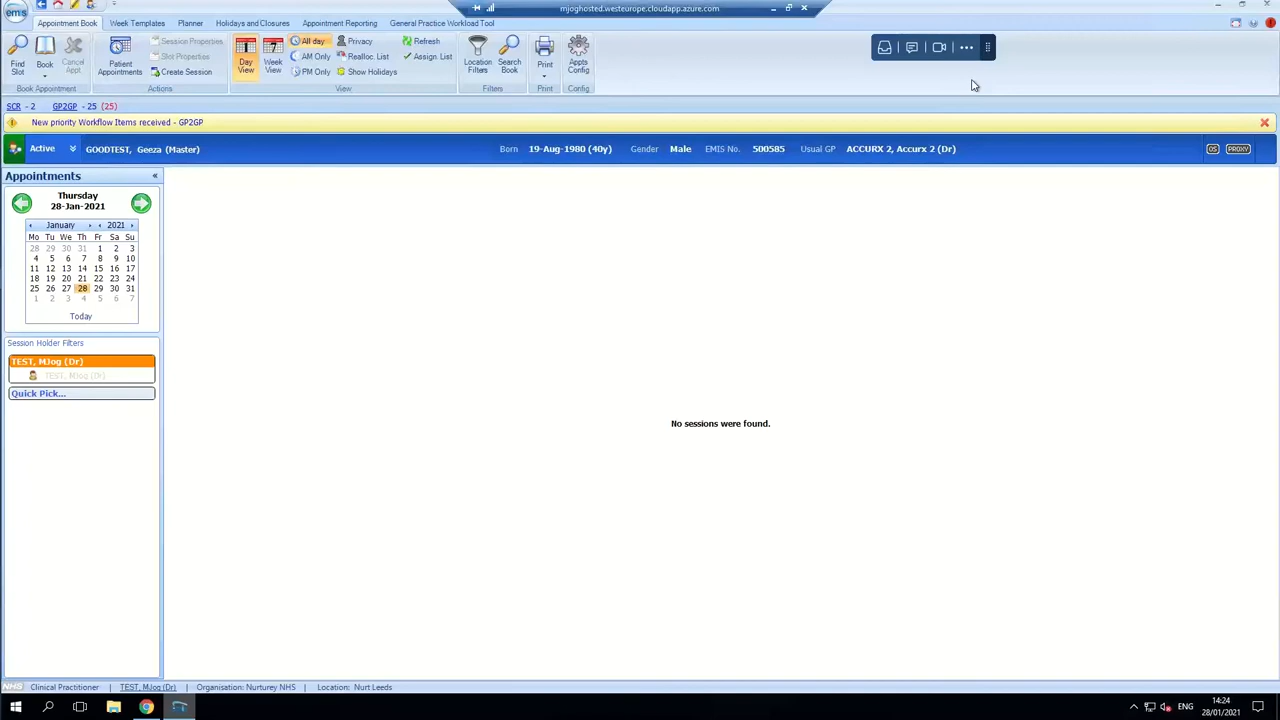 mjoghosted.westeurope.cloudapp.azure.com
emis
Appointment Book Week Templates Planner Holidays and Closures Appointment Reporting General Practice Workload Tool
Find Slot
Book
Cancel Appt
Book Appointment
Patient Appointments
Session Properties
Slot Properties
Create Session
Actions
Day View
Week View
All day
AM Only
PM Only
Privacy
Realloc. List
Show Holidays
Refresh
Assign. List
View
Location Filters
Search Book
Filters
Print
Print
Appts Config
Config
SCR - 2 GP2GP - 25 (25)
New priority Workflow Items received - GP2GP
Active GOODTEST, Geeza (Master) Born 19-Aug-1980 (40y) Gender Male EMIS No. 500585 Usual GP ACCURX 2, Accurx 2 (Dr) OS PROXY
Appointments «
Thursday
28-Jan-2021
January 2021
Mo Tu We Th Fr Sa Su
28 29 30 31 1 2 3
4 5 6 7 8 9 10
11 12 13 14 15 16 17
18 19 20 21 22 23 24
25 26 27 28 29 30 31
1 2 3 4 5 6 7
Today
Session Holder Filters
TEST, MJog (Dr)
TEST, MJog (Dr)
Quick Pick...
No sessions were found.
NHS Clinical Practitioner TEST, MJog (Dr) Organisation: Nurturey NHS Location: Nurt Leeds
ENG
14:24
28/01/2021